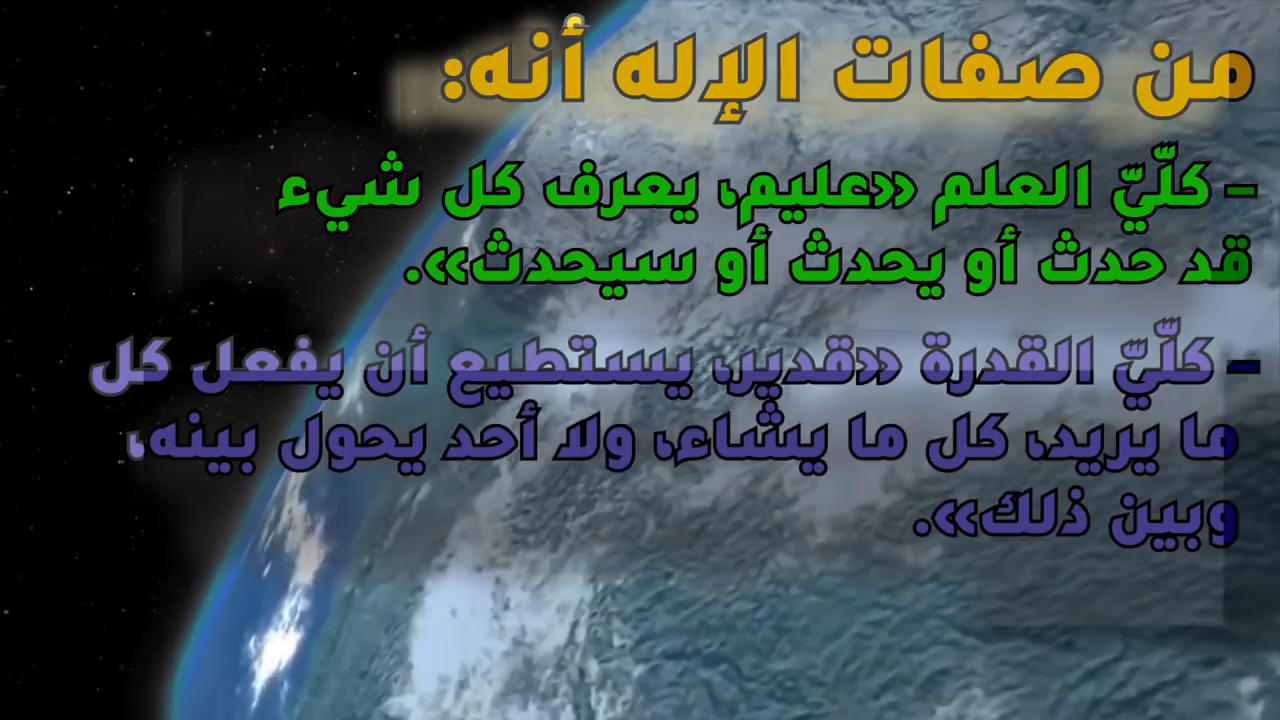 من صفات الإله أنه:
– كلّيّ العلم «عليم، يعرف كل شيء
قد حدث أو يحدث أو سيحدث».
– كلّيّ القدرة «قدير، يستطيع أن يفعل كل
ما يريد، كل ما يشاء، ولا أحد يحول بينه،
وبين ذلك».